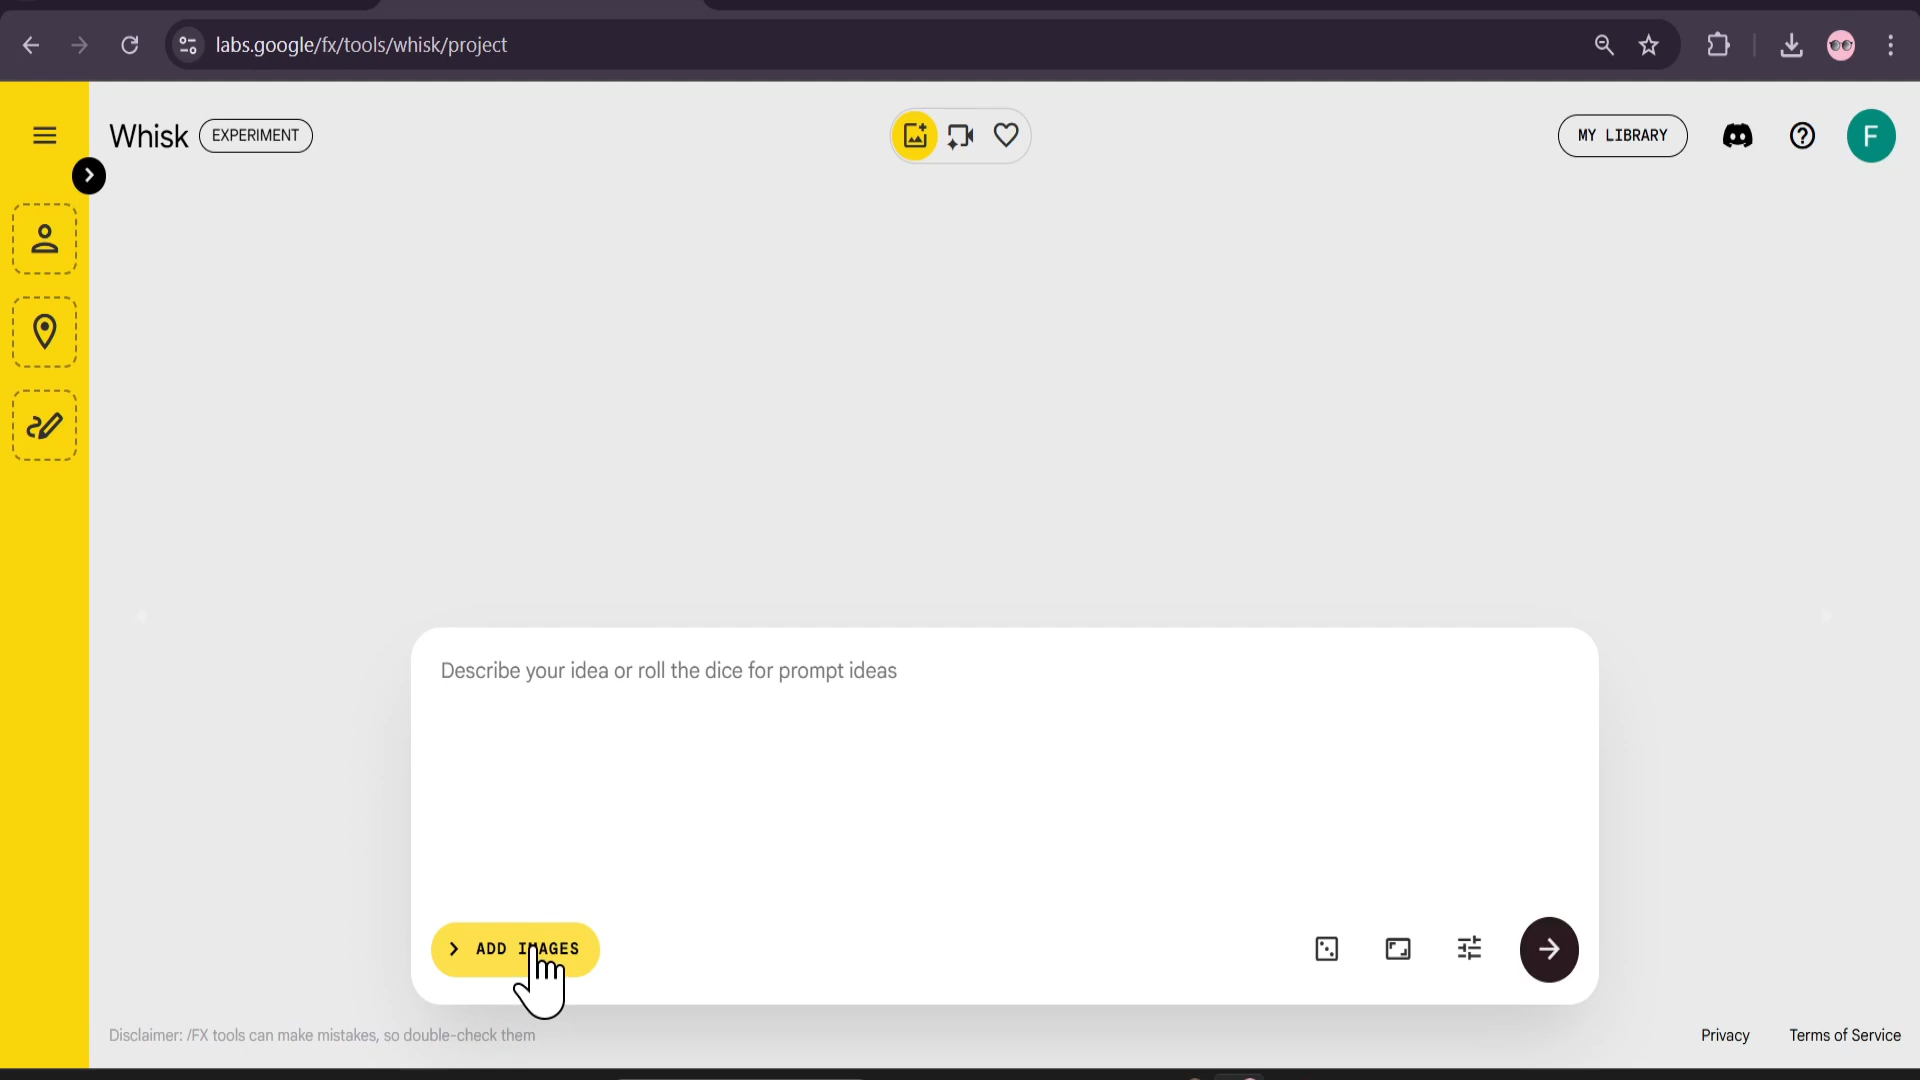 labs.google/fx/tools/whisk/project
Whisk
EXPERIMENT
MY LIBRARY
F
Describe your idea or roll the dice for prompt ideas
ADD IMAGES
Disclaimer: /FX tools can make mistakes, so double-check them
Privacy
Terms of Service